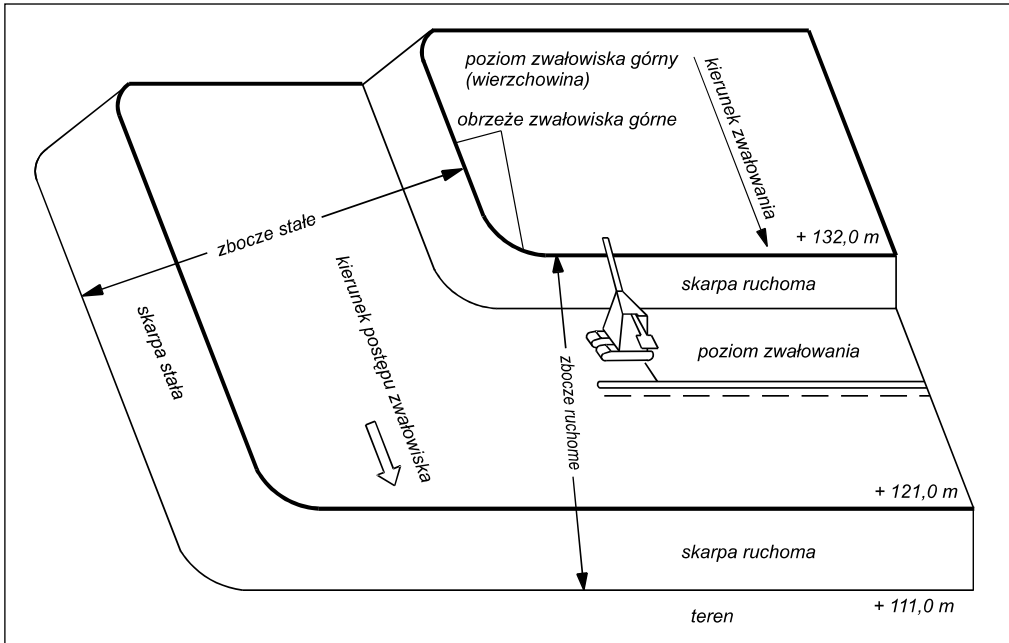 poziom zwałowiska górny
(wierzchowina)
obrzeże zwałowiska górne
kierunek zwałowania
+ 132,0 m
zbocze stałe
skarpa ruchoma
kierunek postępu zwałowiska
skarpa stała
poziom zwałowania
zbocze ruchome
+ 121,0 m
skarpa ruchoma
teren
+ 111,0 m